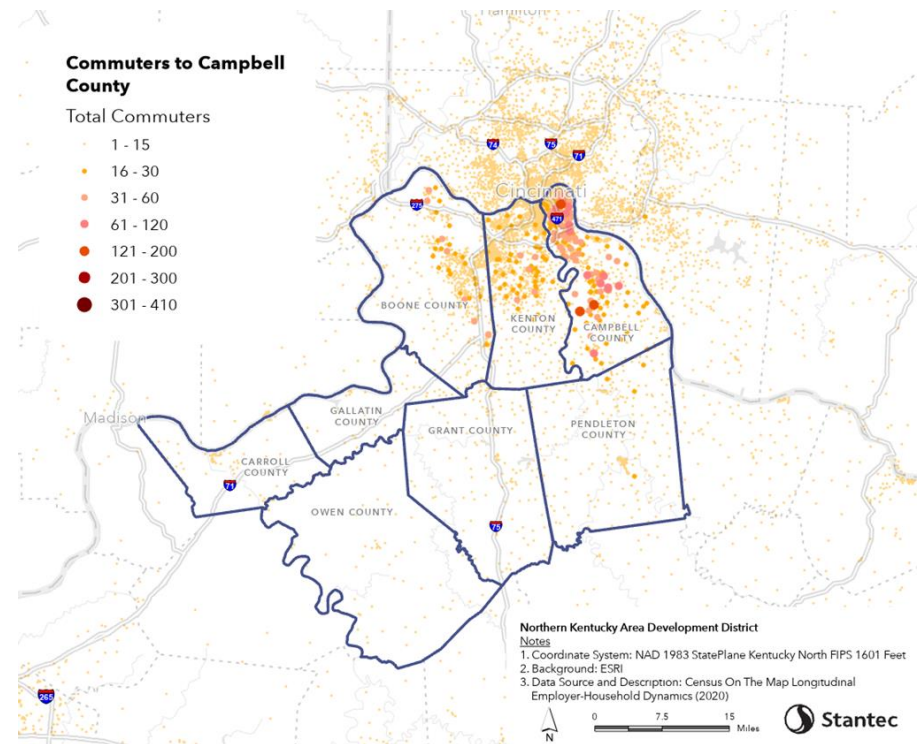 Hamilton
Commuters to Campbell
County
Total Commuters
1 - 15
16 - 30
31 - 60
61 - 120
121 - 200
201 - 300
301 - 410
74
75
71
Cincinnati
275
471
BOONE COUNTY
KENTON
COUNTY
CAMPBELL
COUNTY
Madison
GALLATIN
COUNTY
GRANT COUNTY
PENDLETON
COUNTY
CARROLL
COUNTY
71
OWEN COUNTY
75
265
Northern Kentucky Area Development District
Notes
1. Coordinate System: NAD 1983 StatePlane Kentucky North FIPS 1601 Feet
2. Background: ESRI
3. Data Source and Description: Census On The Map Longitudinal
Employer-Household Dynamics (2020)
N
0 7.5 15
Miles
Stantec